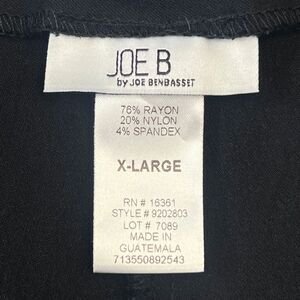 JOE B
by JOE BENBASSET
76% RAYON
20% NYLON
4% SPANDEX
X-LARGE
RN # 16361
STYLE # 9202803
LOT # 7089
MADE IN
GUATEMALA
713550892543